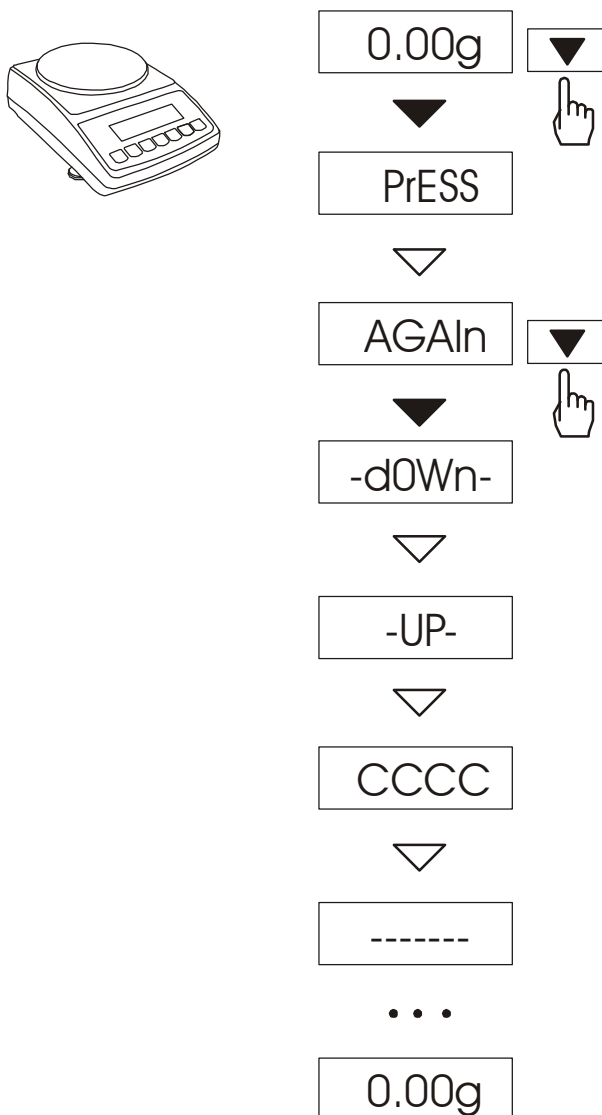 0.00g
PrESS
AGAIn
-d0Wn-
-UP-
CCCC
-------
• • •
0.00g